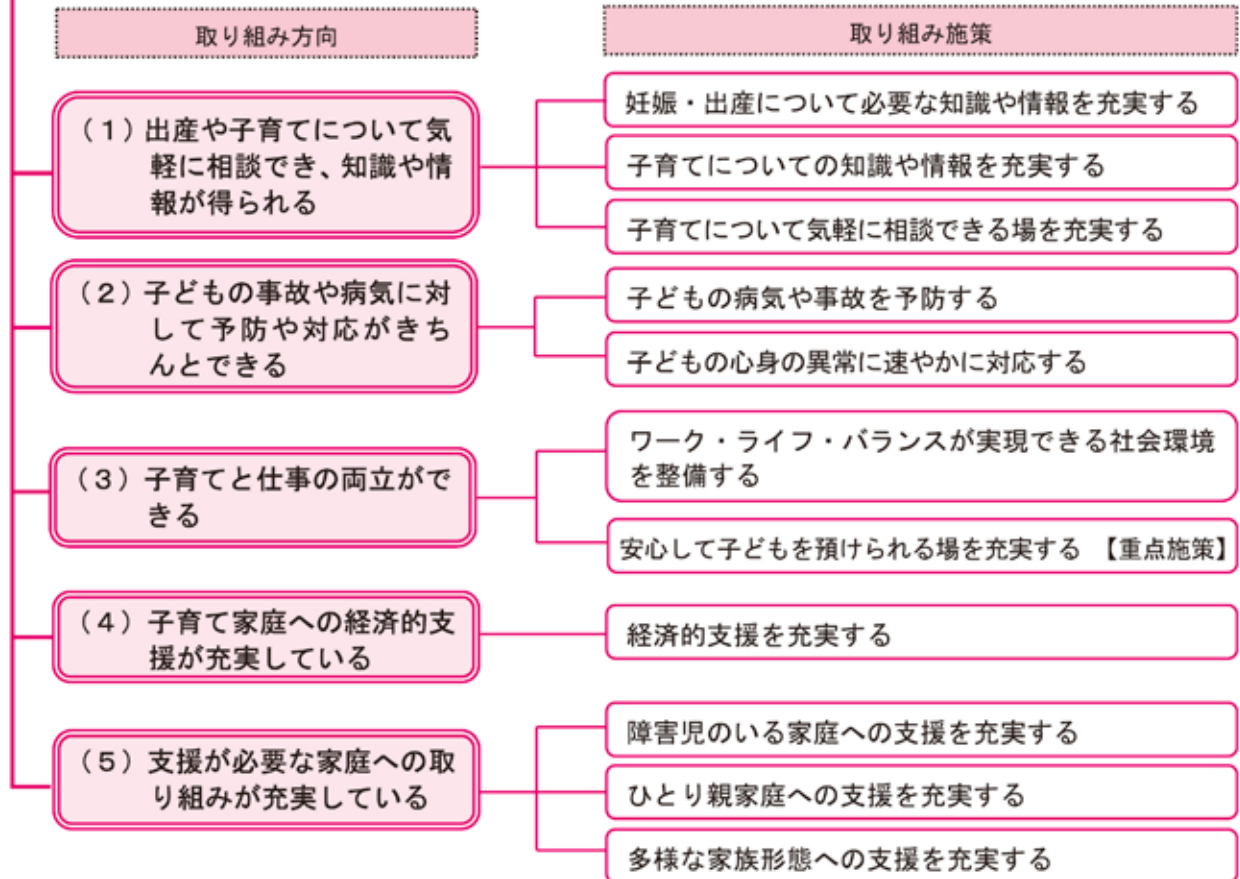 取り組み方向
取り組み施策
（１）出産や子育てについて気
軽に相談でき、知識や情
報が得られる
妊娠・出産について必要な知識や情報を充実する
子育てについての知識や情報を充実する
子育てについて気軽に相談できる場を充実する
（２）子どもの事故や病気に対
して予防や対応がきち
んとできる
子どもの病気や事故を予防する
子どもの心身の異常に速やかに対応する
（３）子育てと仕事の両立がで
きる
ワーク・ライフ・バランスが実現できる社会環境
を整備する
安心して子どもを預けられる場を充実する 【重点施策】
（４）子育て家庭への経済的支
援が充実している
経済的支援を充実する
（５）支援が必要な家庭への取
り組みが充実している
障害児のいる家庭への支援を充実する
ひとり親家庭への支援を充実する
多様な家族形態への支援を充実する